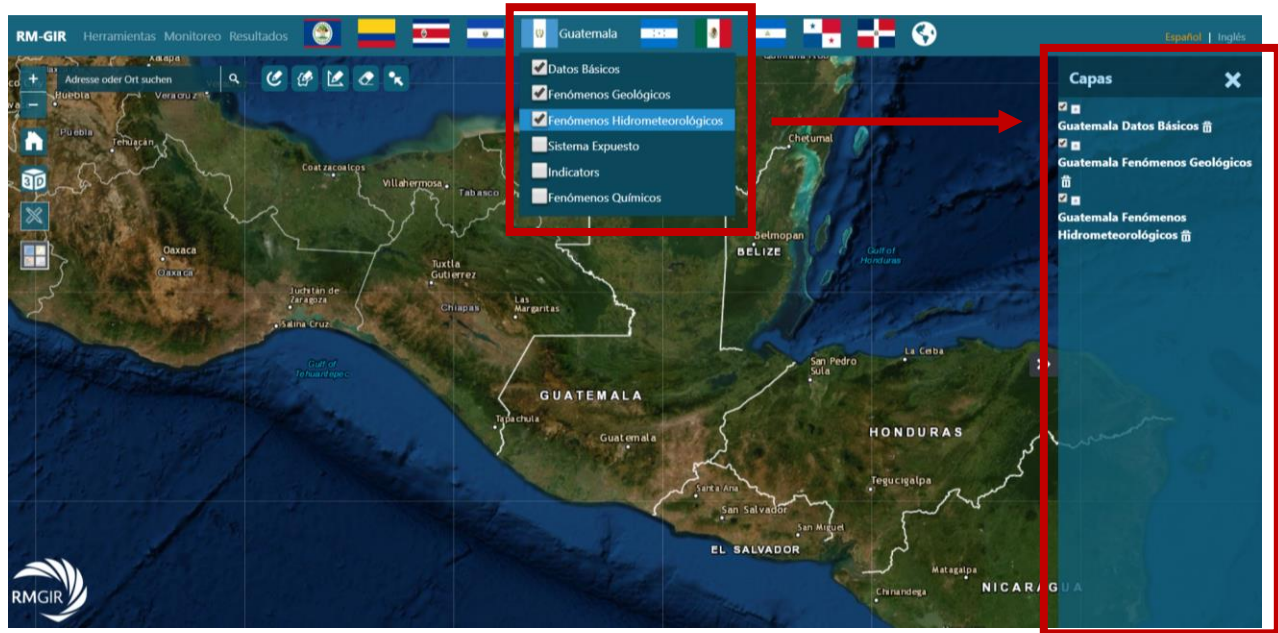 RM-GIR Herramientas Monitoreo Resultados Guatemala Español | Inglés
+ Adresse oder Ort suchen
−
3D
Datos Básicos
Fenómenos Geológicos
Fenómenos Hidrometeorológicos
Sistema Expuesto
Indicators
Fenómenos Químicos
Capas
Guatemala Datos Básicos
Guatemala Fenómenos Geológicos
Guatemala Fenómenos
Hidrometeorológicos
Xalapa
Puebla
Veracruz
Puebla
Tehuacán
Coatzacoalcos
Villahermosa
Tabasco
Chetumal
Belmopan
BELIZE
Gulf of
Honduras
Oaxaca
Oaxaca
Tuxtla
Gutierrez
Juchitán de
Zaragoza
Chiapas
Las
Margaritas
Salina Cruz
Gulf of
Tehuantepec
San Pedro
Sula
La Ceiba
GUATEMALA
Tapachula
Guatemala
HONDURAS
Tegucigalpa
Santa Ana
San Salvador
San Miguel
EL SALVADOR
Matagalpa
Chinandega
NICARAGUA
RMGIR